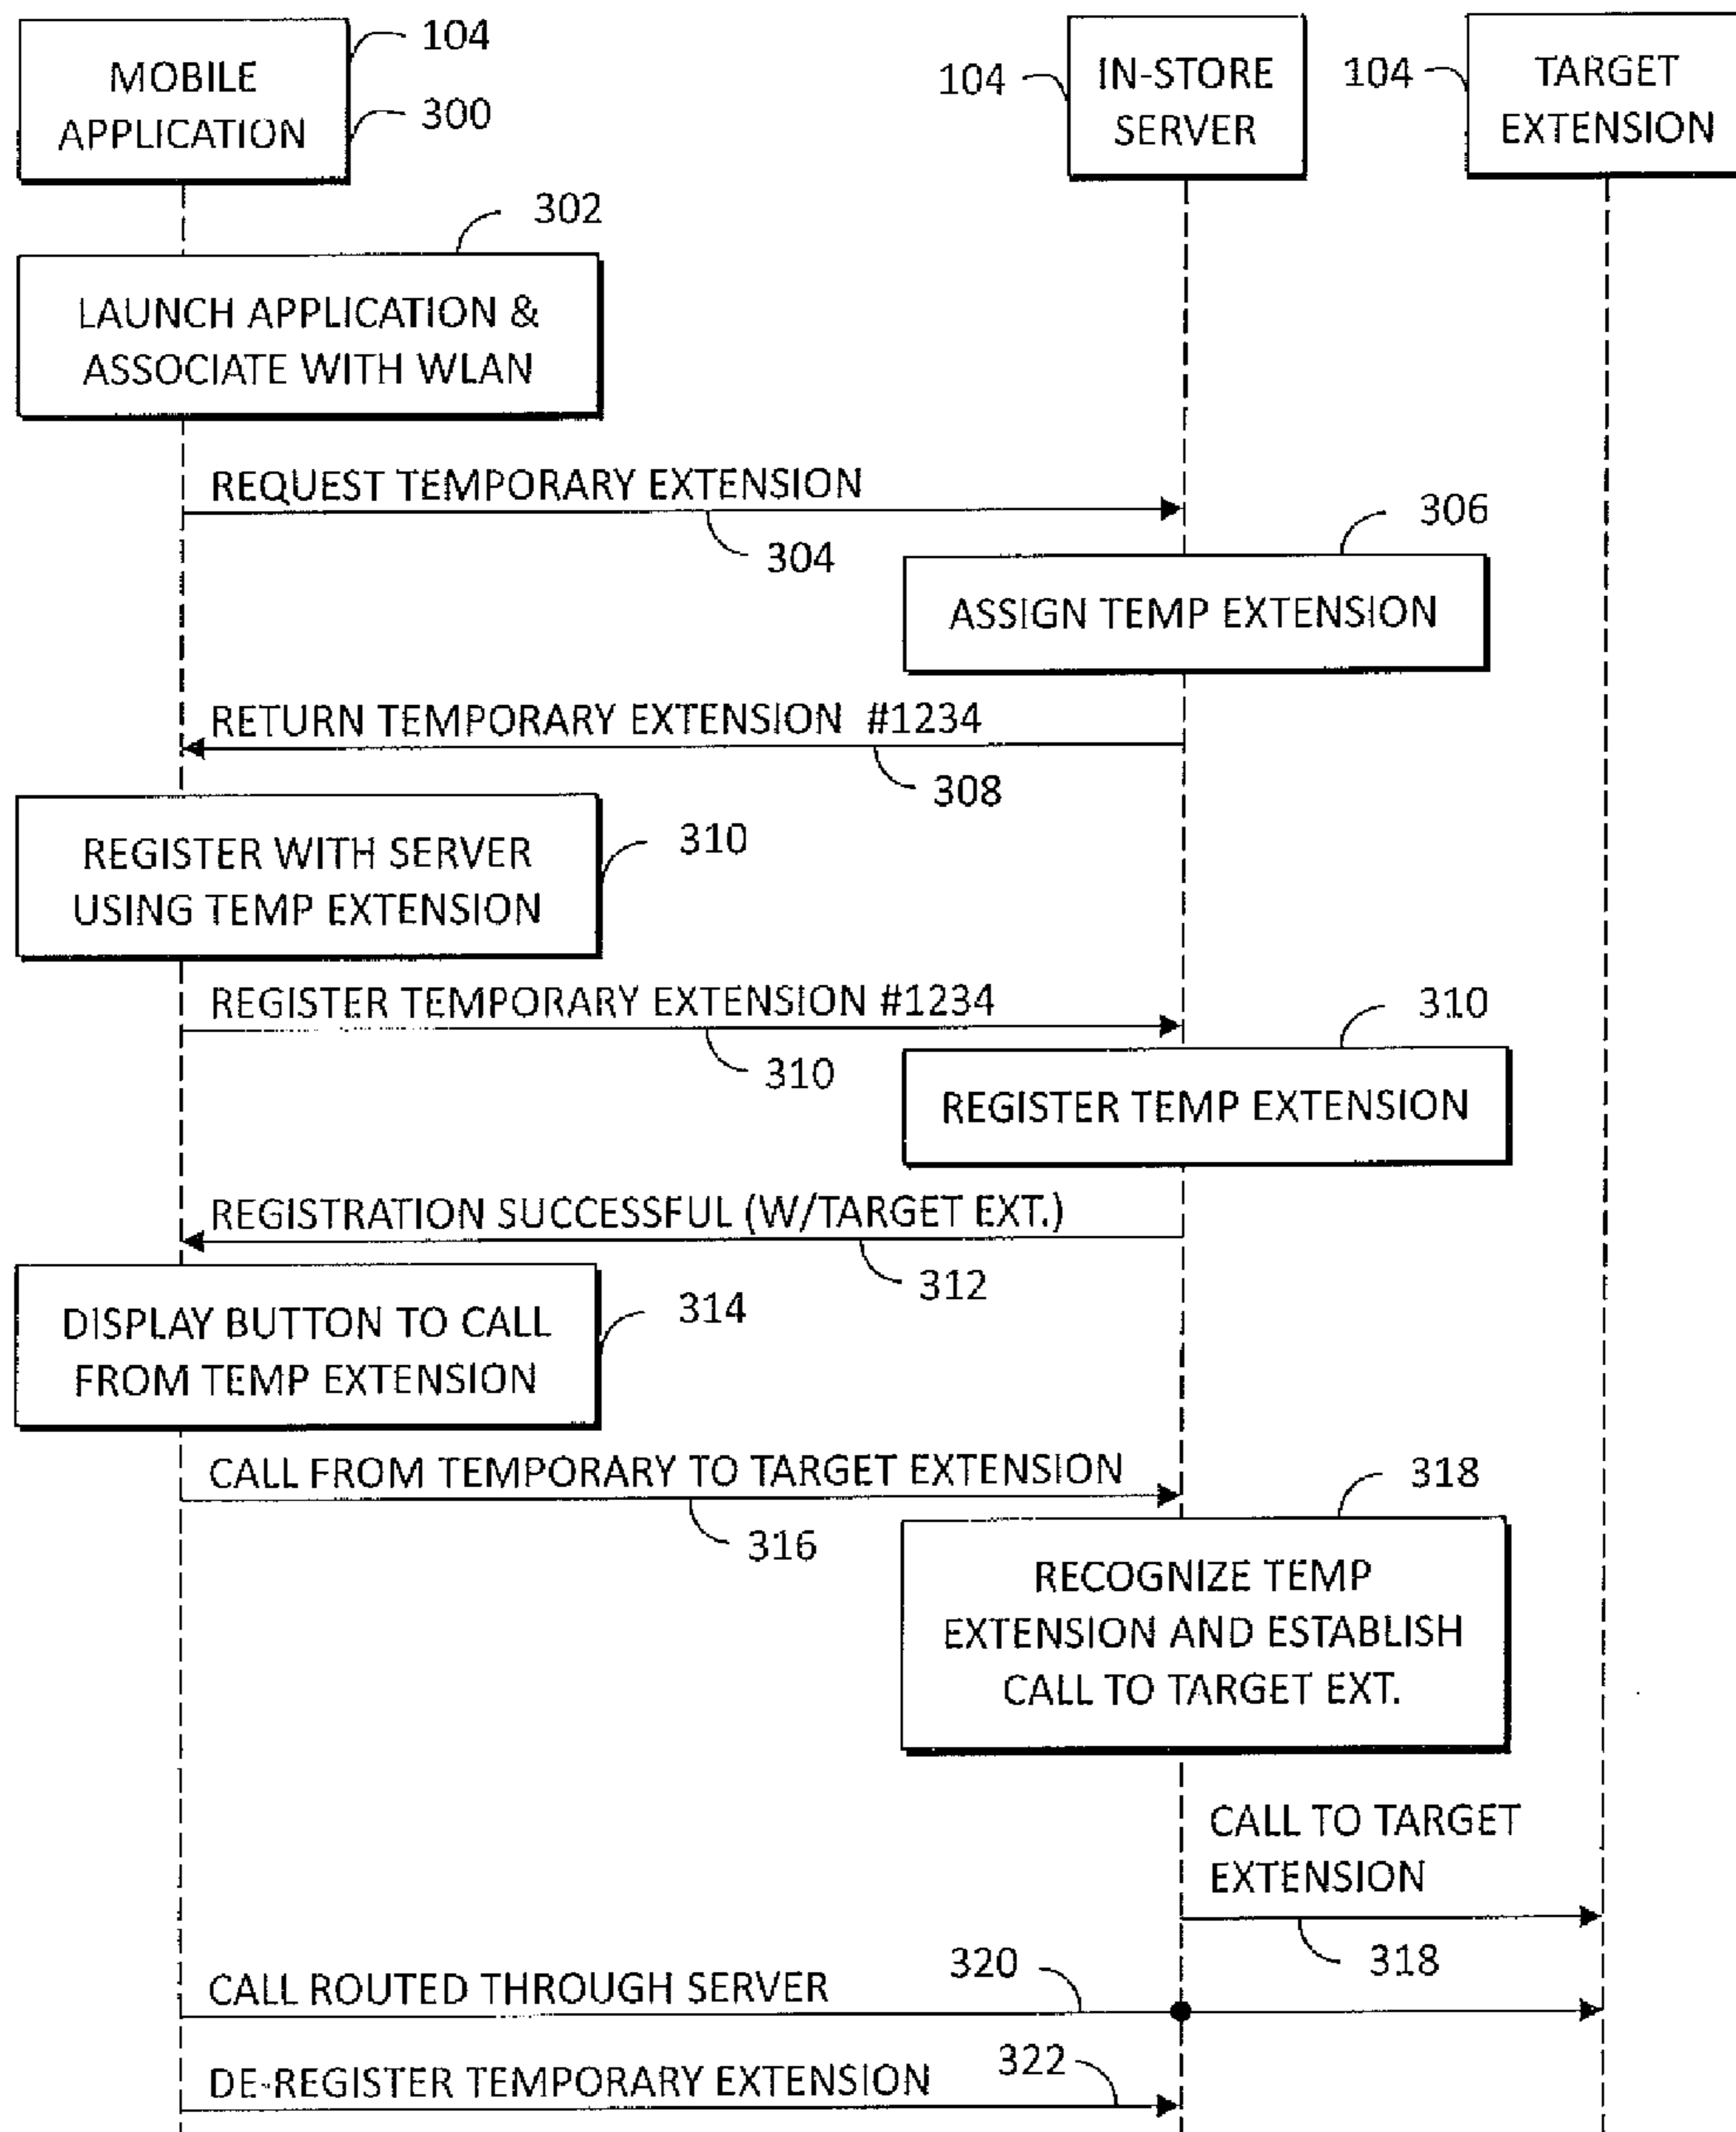 MOBILE
APPLICATION
104
300
104
IN-STORE
SERVER
104
TARGET
EXTENSION
302
LAUNCH APPLICATION &
ASSOCIATE WITH WLAN
REQUEST TEMPORARY EXTENSION
304
306
ASSIGN TEMP EXTENSION
RETURN TEMPORARY EXTENSION #1234
308
REGISTER WITH SERVER
USING TEMP EXTENSION
310
REGISTER TEMPORARY EXTENSION #1234
310
310
REGISTER TEMP EXTENSION
REGISTRATION SUCCESSFUL (W/TARGET EXT.)
312
DISPLAY BUTTON TO CALL
FROM TEMP EXTENSION
314
CALL FROM TEMPORARY TO TARGET EXTENSION
316
318
RECOGNIZE TEMP
EXTENSION AND ESTABLISH
CALL TO TARGET EXT.
CALL TO TARGET
EXTENSION
318
CALL ROUTED THROUGH SERVER
320
DE-REGISTER TEMPORARY EXTENSION
322